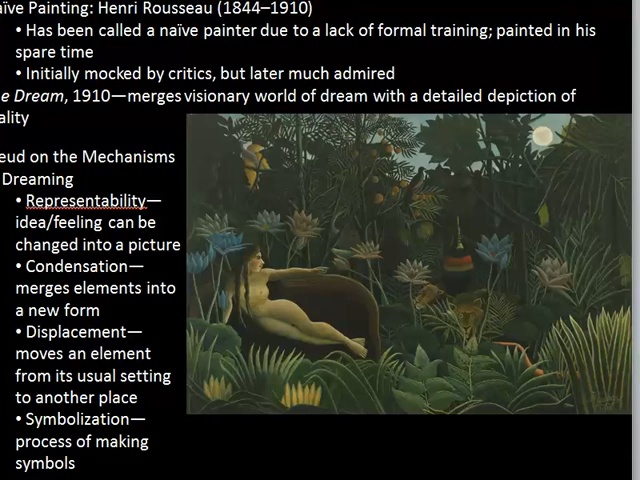 aïve Painting: Henri Rousseau (1844–1910)
• Has been called a naïve painter due to a lack of formal training; painted in his
spare time
• Initially mocked by critics, but later much admired
e Dream, 1910—merges visionary world of dream with a detailed depiction of
ality
eud on the Mechanisms
Dreaming
• Representability—
idea/feeling can be
changed into a picture
• Condensation—
merges elements into
a new form
• Displacement—
moves an element
from its usual setting
to another place
• Symbolization—
process of making
symbols